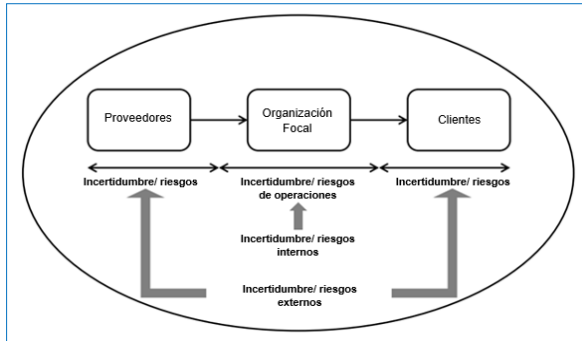 Proveedores
Organización
Focal
Clientes
Incertidumbre/ riesgos
Incertidumbre/ riesgos
de operaciones
Incertidumbre/ riesgos
Incertidumbre/ riesgos
internos
Incertidumbre/ riesgos
externos